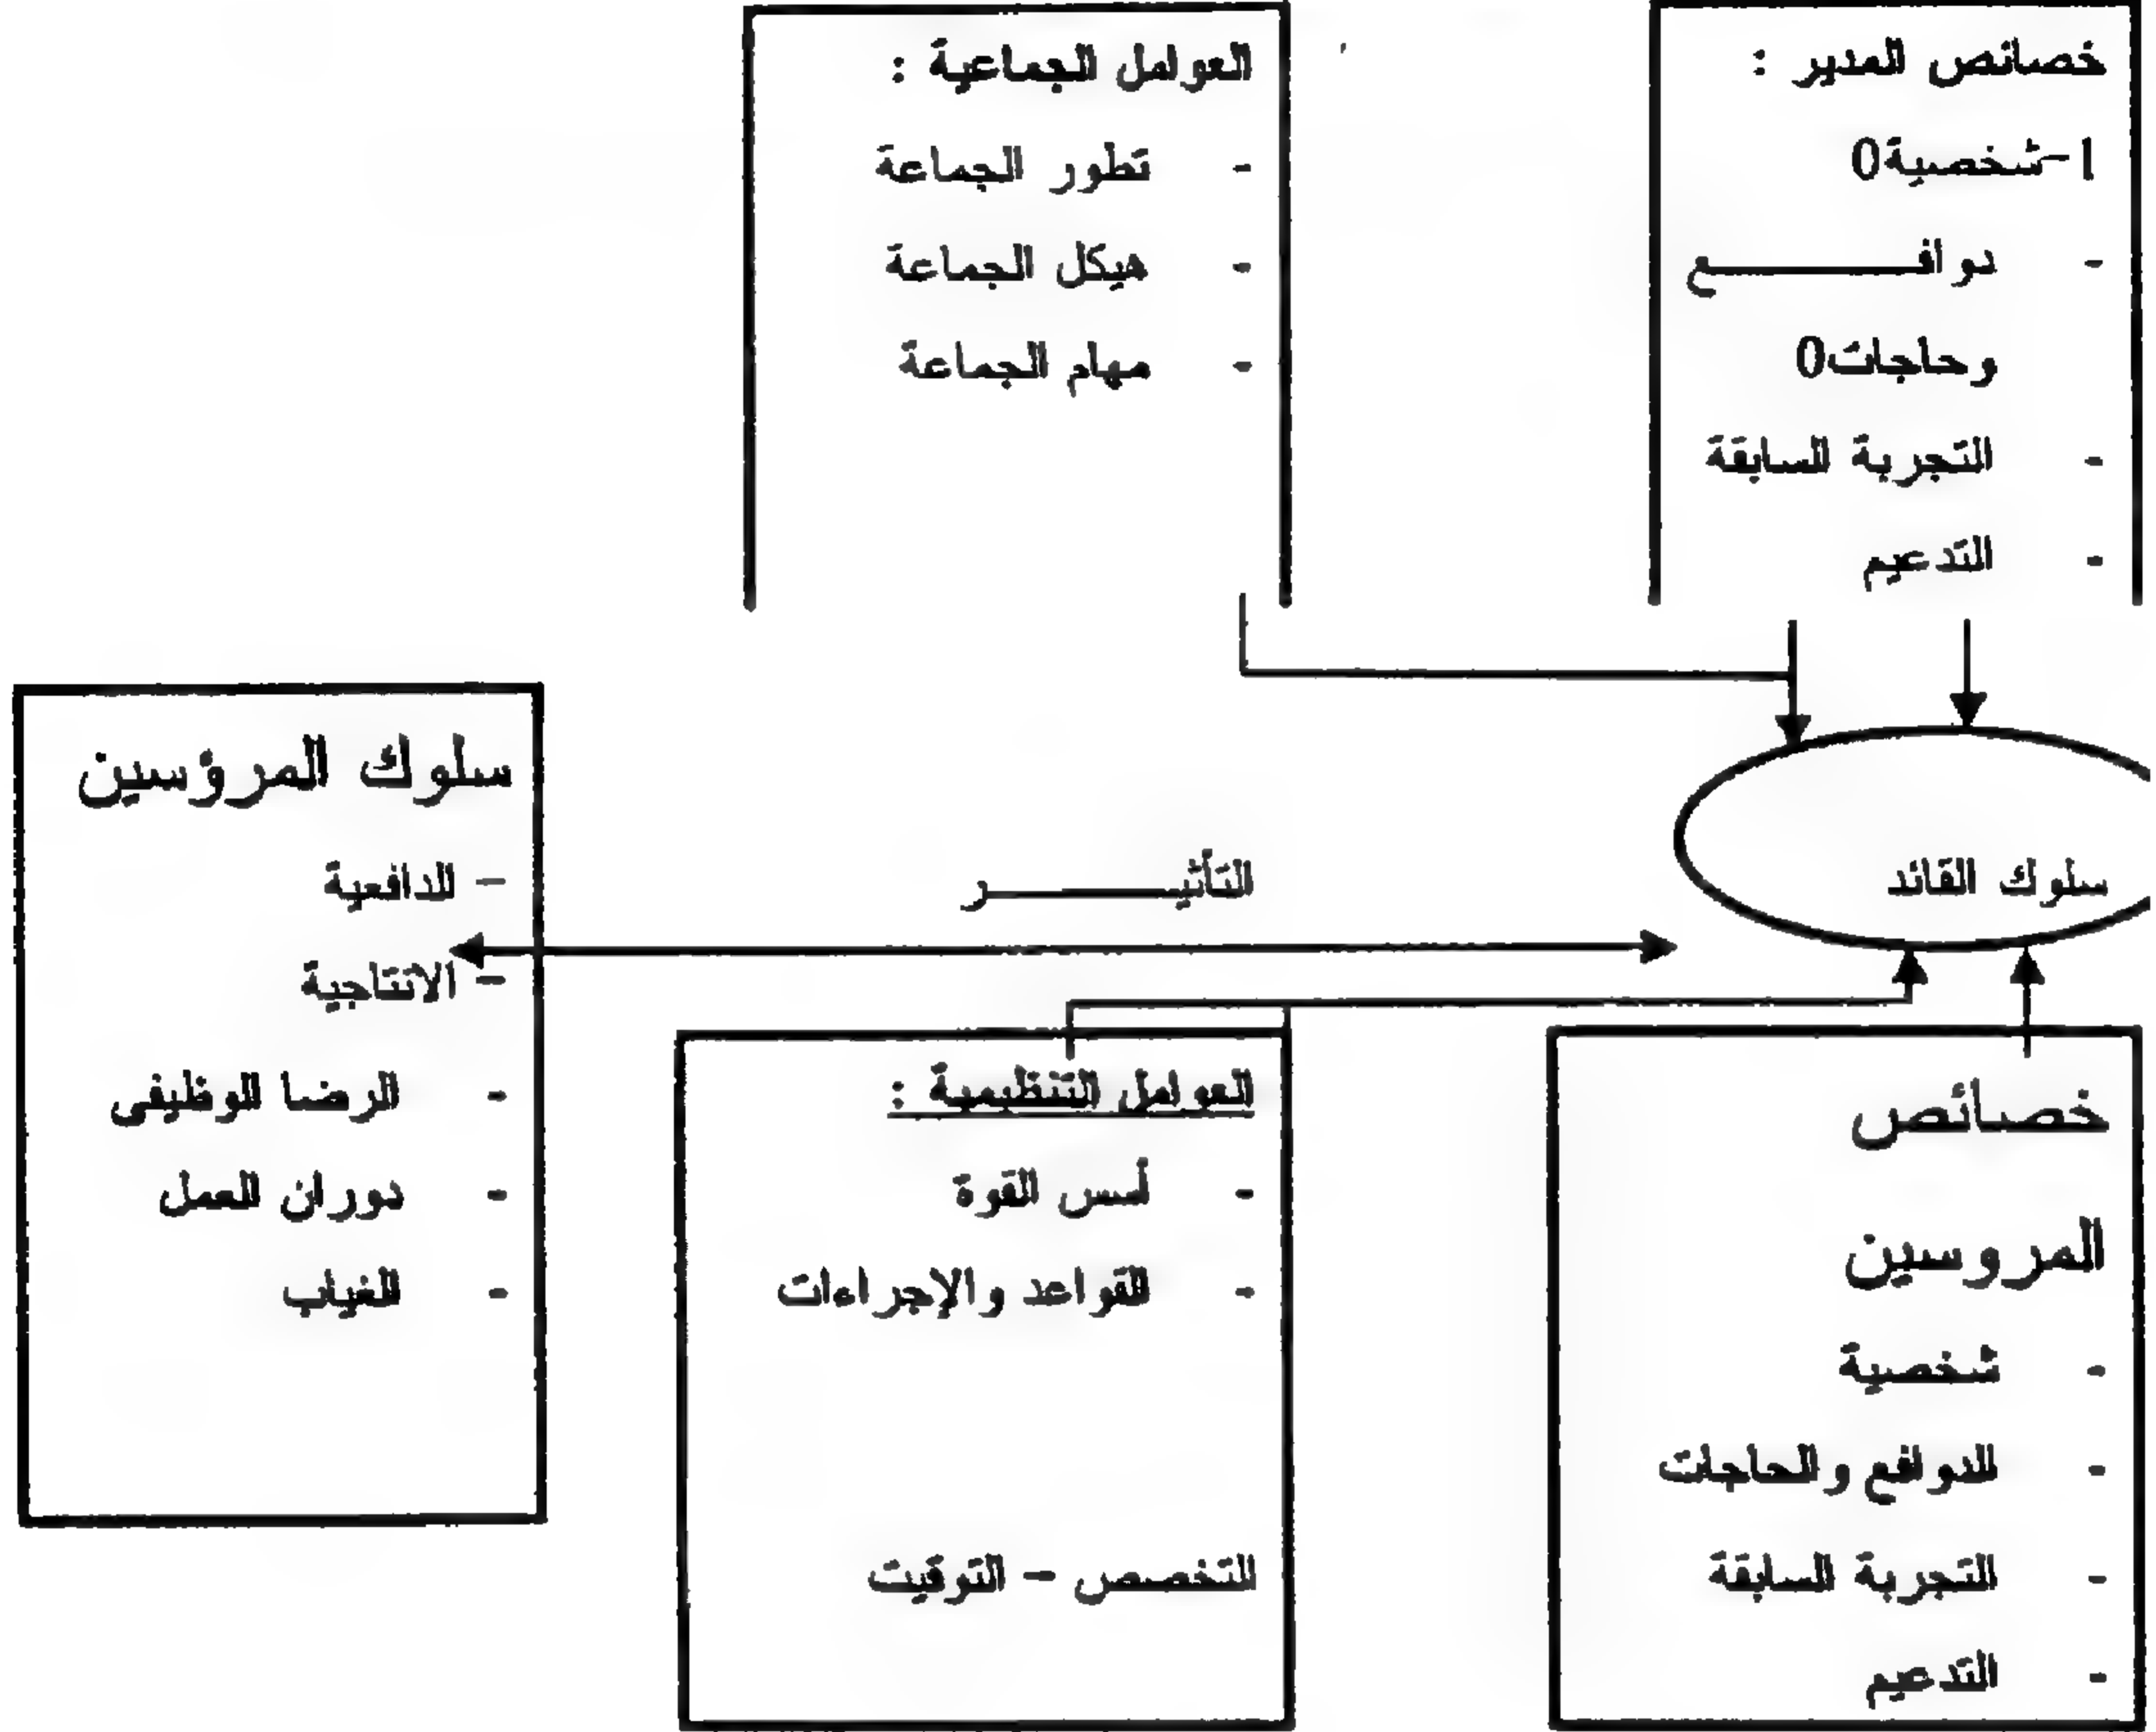 خصائص المدير :
1-شخصية0
- دوافـــــــــع
وحاجات0
- التجربة السابقة
- التدعيم
العوامل الجماعية :
- تطور الجماعة
- هيكل الجماعة
- مهام الجماعة
سلوك القائد
التأثيـــــــــر
سلوك المرؤسين
– الدافعية
– الانتاجية
- الرضا الوظيفى
- دوران العمل
- الغياب
خصائص
المروسين
- شخصية
- الدوافع والحاجات
- التجربة السابقة
- التدعيم
العوامل التنظيمية :
- أسس القوة
- القواعد والإجراءات
التخصص – التوقيت